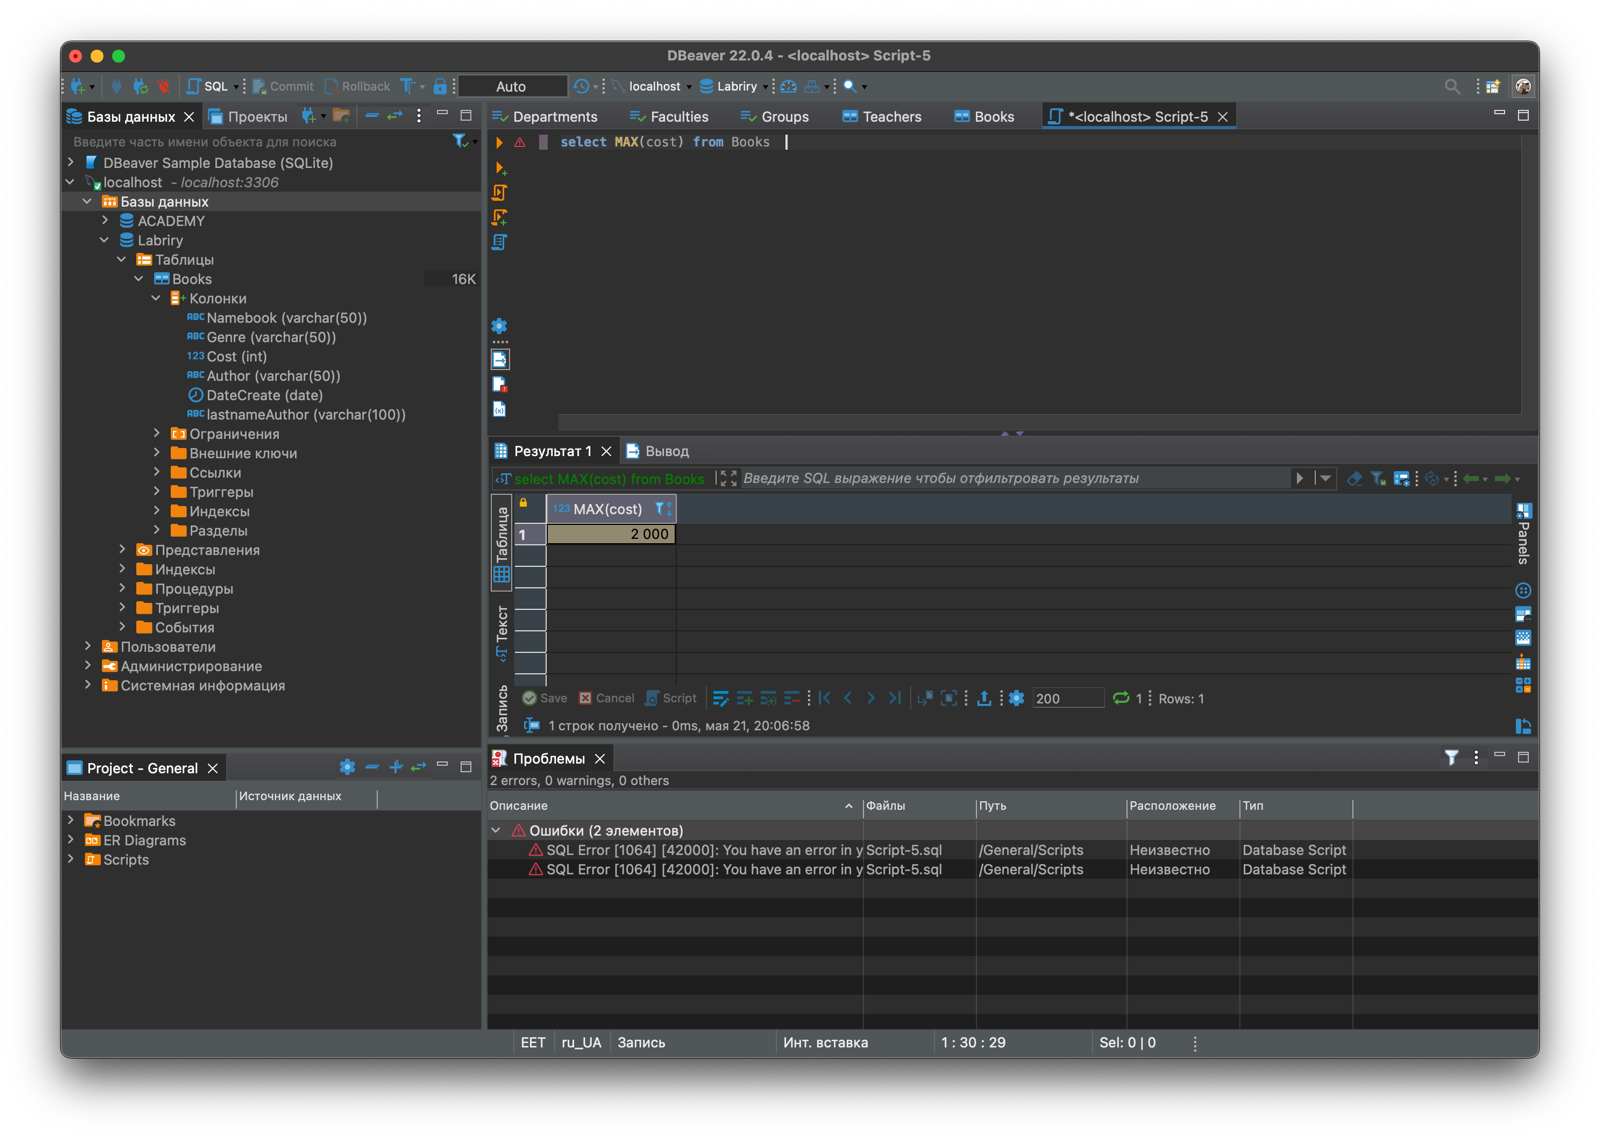 DBeaver 22.0.4 - <localhost> Script-5
SQL Commit Rollback Auto localhost Labriry
Базы данных Проекты
Введите часть имени объекта для поиска
DBeaver Sample Database (SQLite)
localhost - localhost:3306
Базы данных
ACADEMY
Labriry
Таблицы
Books 16K
Колонки
ABC Namebook (varchar(50))
ABC Genre (varchar(50))
123 Cost (int)
ABC Author (varchar(50))
DateCreate (date)
ABC lastnameAuthor (varchar(100))
Ограничения
Внешние ключи
Ссылки
Триггеры
Индексы
Разделы
Представления
Индексы
Процедуры
Триггеры
События
Пользователи
Администрирование
Системная информация
Project - General
Название Источник данных
Bookmarks
ER Diagrams
Scripts
Departments Faculties Groups Teachers Books *<localhost> Script-5
select MAX(cost) from Books
Результат 1 Вывод
select MAX(cost) from Books Введите SQL выражение чтобы отфильтровать результаты
Таблица
Текст
Запись
123 MAX(cost)
1 2 000
Panels
Save Cancel Script 200 1 Rows: 1
1 строк получено - 0ms, мая 21, 20:06:58
Проблемы
2 errors, 0 warnings, 0 others
Описание Файлы Путь Расположение Тип
Ошибки (2 элементов)
SQL Error [1064] [42000]: You have an error in y Script-5.sql /General/Scripts Неизвестно Database Script
SQL Error [1064] [42000]: You have an error in y Script-5.sql /General/Scripts Неизвестно Database Script
EET ru_UA Запись Инт. вставка 1 : 30 : 29 Sel: 0 | 0